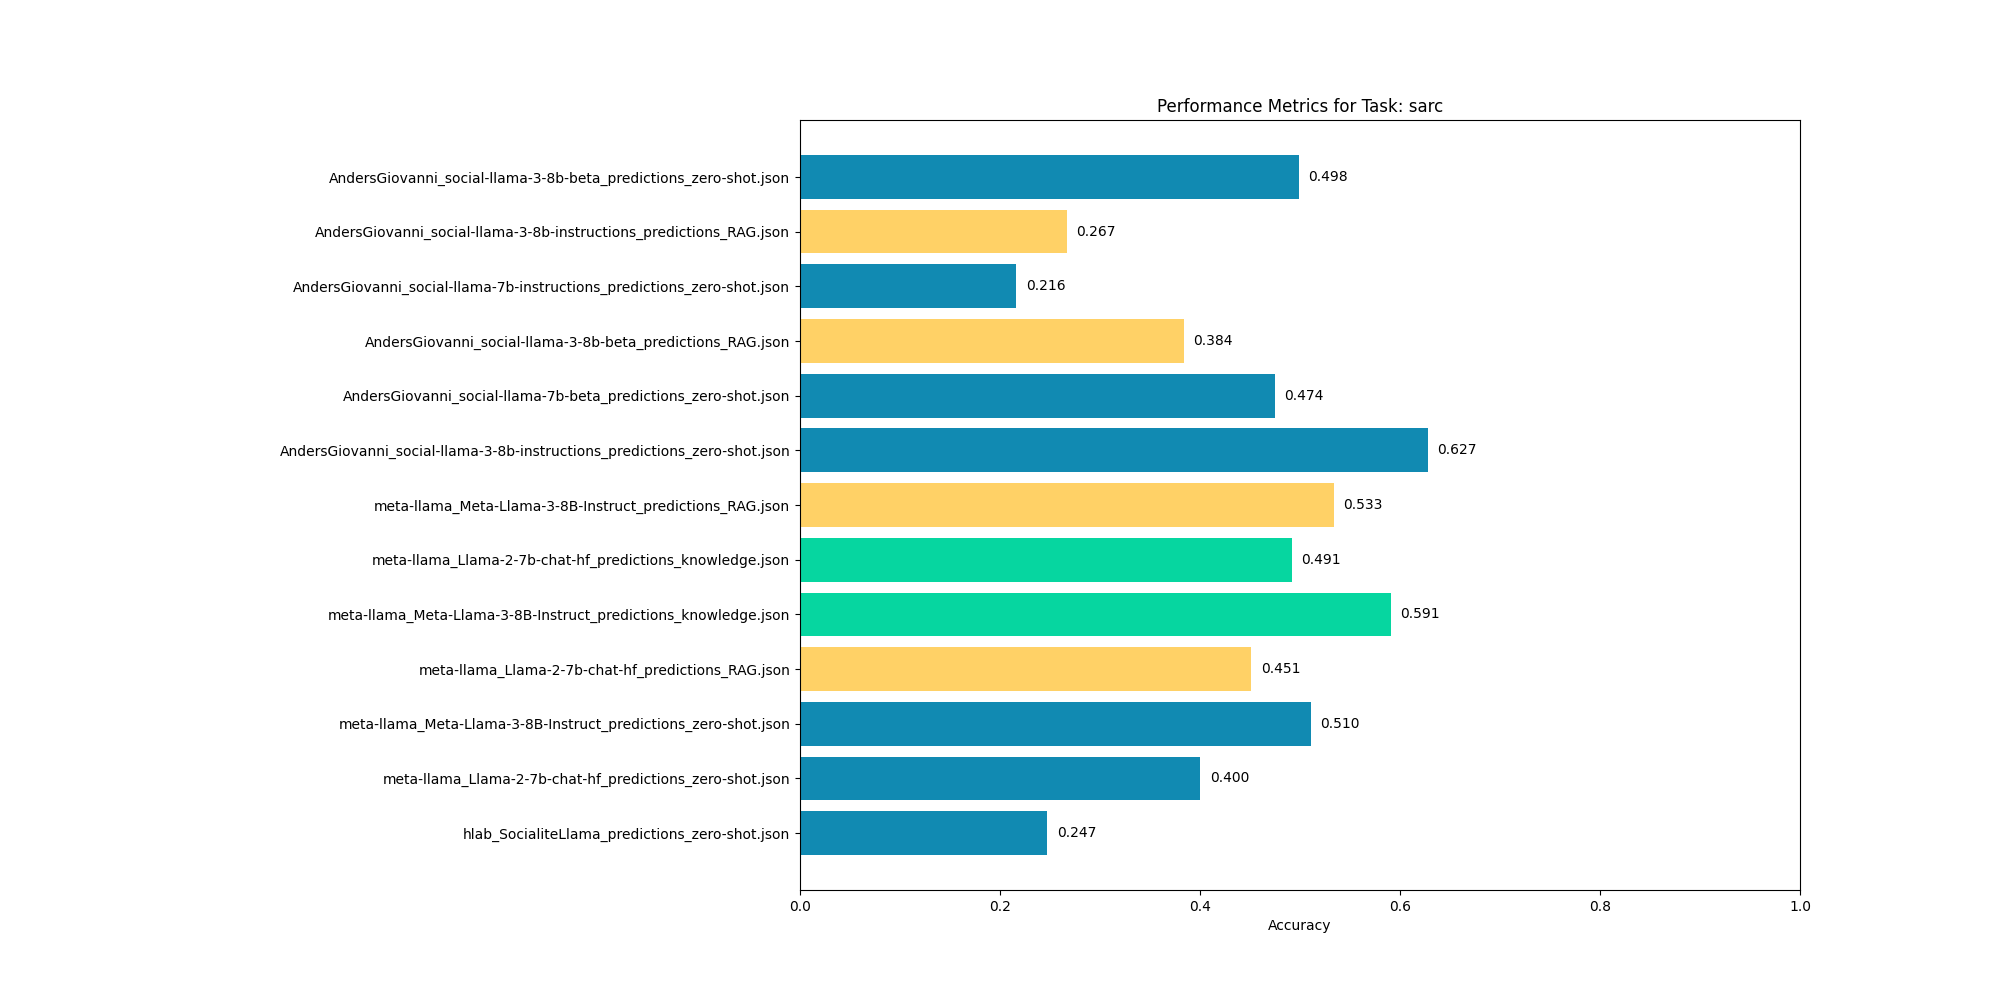 Performance Metrics for Task: sarc
AndersGiovanni_social-llama-3-8b-beta_predictions_zero-shot.json 0.498
AndersGiovanni_social-llama-3-8b-instructions_predictions_RAG.json 0.267
AndersGiovanni_social-llama-7b-instructions_predictions_zero-shot.json 0.216
AndersGiovanni_social-llama-3-8b-beta_predictions_RAG.json 0.384
AndersGiovanni_social-llama-7b-beta_predictions_zero-shot.json 0.474
AndersGiovanni_social-llama-3-8b-instructions_predictions_zero-shot.json 0.627
meta-llama_Meta-Llama-3-8B-Instruct_predictions_RAG.json 0.533
meta-llama_Llama-2-7b-chat-hf_predictions_knowledge.json 0.491
meta-llama_Meta-Llama-3-8B-Instruct_predictions_knowledge.json 0.591
meta-llama_Llama-2-7b-chat-hf_predictions_RAG.json 0.451
meta-llama_Meta-Llama-3-8B-Instruct_predictions_zero-shot.json 0.510
meta-llama_Llama-2-7b-chat-hf_predictions_zero-shot.json 0.400
hlab_SocialiteLlama_predictions_zero-shot.json 0.247
0.0 0.2 0.4 0.6 0.8 1.0
Accuracy